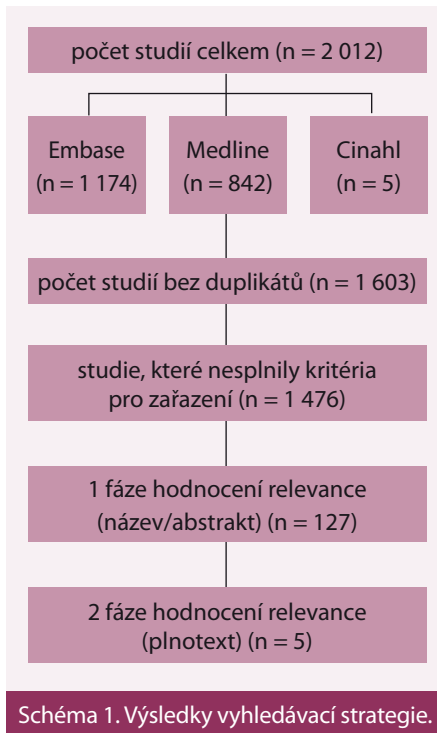 počet studií celkem (n = 2 012)
Embase
(n = 1 174)
Medline
(n = 842)
Cinahl
(n = 5)
počet studií bez duplikátů (n = 1 603)
studie, které nesplnily kritéria
pro zařazení (n = 1 476)
1 fáze hodnocení relevance
(název/abstrakt) (n = 127)
2 fáze hodnocení relevance
(plnotext) (n = 5)
Schéma 1. Výsledky vyhledávací strategie.